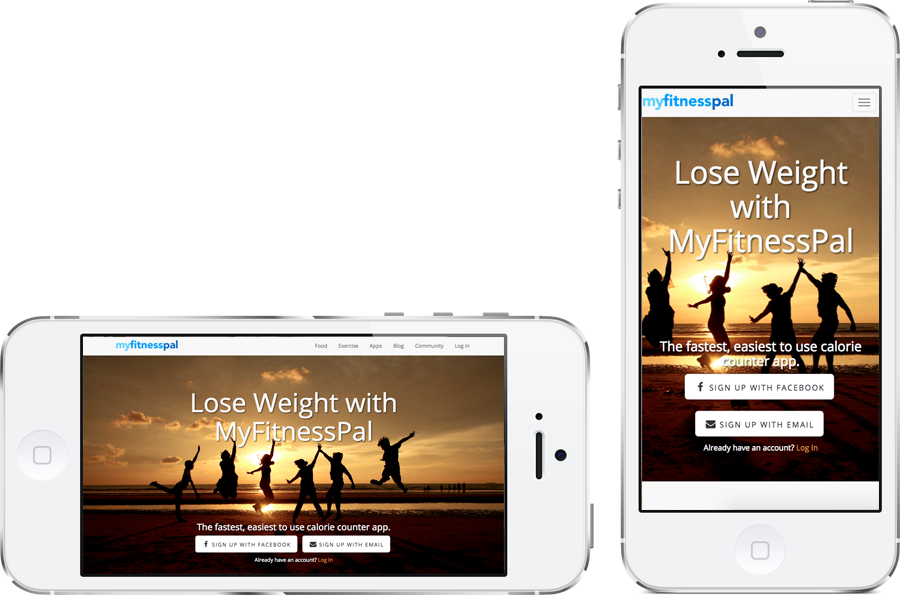 myfitnesspal
Food Exercise Apps Blog Community Log In
Lose Weight with
MyFitnessPal
The fastest, easiest to use calorie counter app.
f SIGN UP WITH FACEBOOK
SIGN UP WITH EMAIL
Already have an account? Log In
myfitnesspal
Lose Weight
with
MyFitnessPal
The fastest, easiest to use calorie
counter app.
f SIGN UP WITH FACEBOOK
SIGN UP WITH EMAIL
Already have an account? Log In